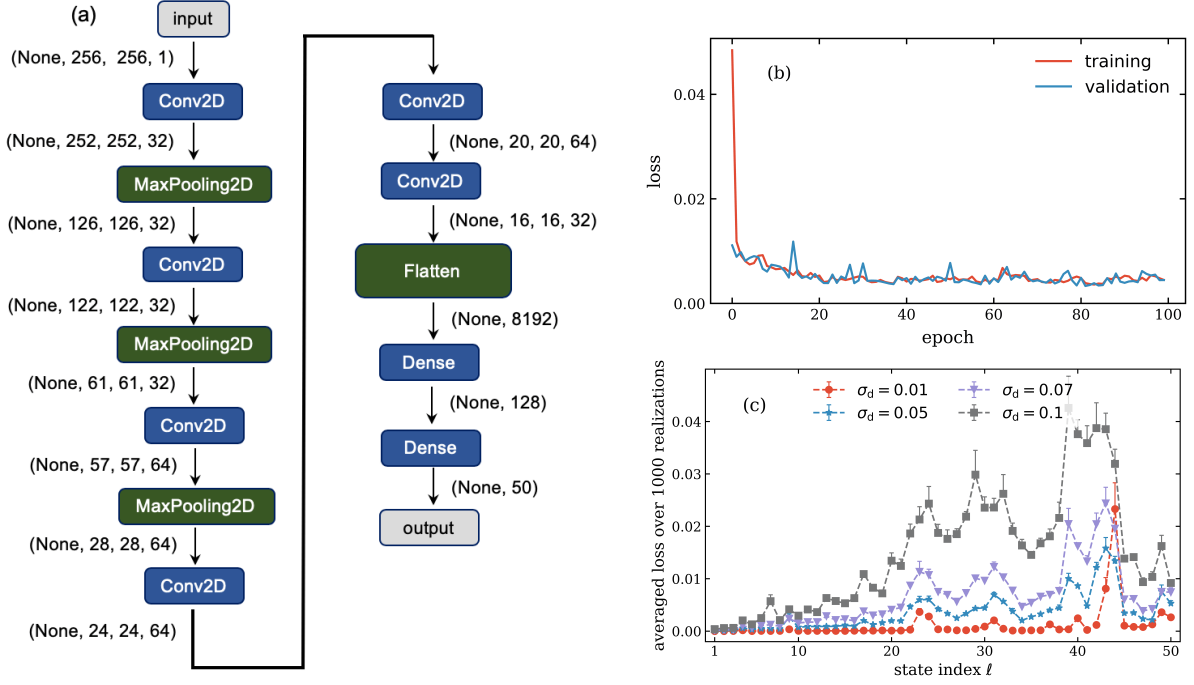 (a)
input
(None, 256, 256, 1)
Conv2D
(None, 252, 252, 32)
MaxPooling2D
(None, 126, 126, 32)
Conv2D
(None, 122, 122, 32)
MaxPooling2D
(None, 61, 61, 32)
Conv2D
(None, 57, 57, 64)
MaxPooling2D
(None, 28, 28, 64)
Conv2D
(None, 24, 24, 64)
Conv2D
(None, 20, 20, 64)
Conv2D
(None, 16, 16, 32)
Flatten
(None, 8192)
Dense
(None, 128)
Dense
(None, 50)
output
(b)
training
validation
loss
0.04
0.02
0.00
0 20 40 60 80 100
epoch
(c)
σd = 0.01
σd = 0.05
σd = 0.07
σd = 0.1
averaged loss over 1000 realizations
0.04
0.03
0.02
0.01
0.00
1 10 20 30 40 50
state index ℓ